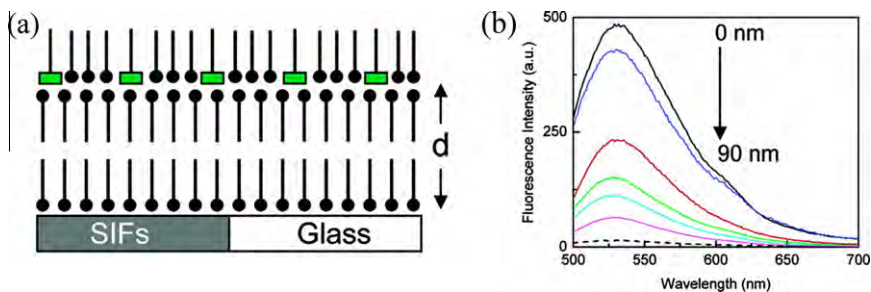 (a)
d
SIFs
Glass
(b)
Fluorescence Intensity (a.u.)
500
250
0
0 nm
90 nm
500
550
600
650
700
Wavelength (nm)